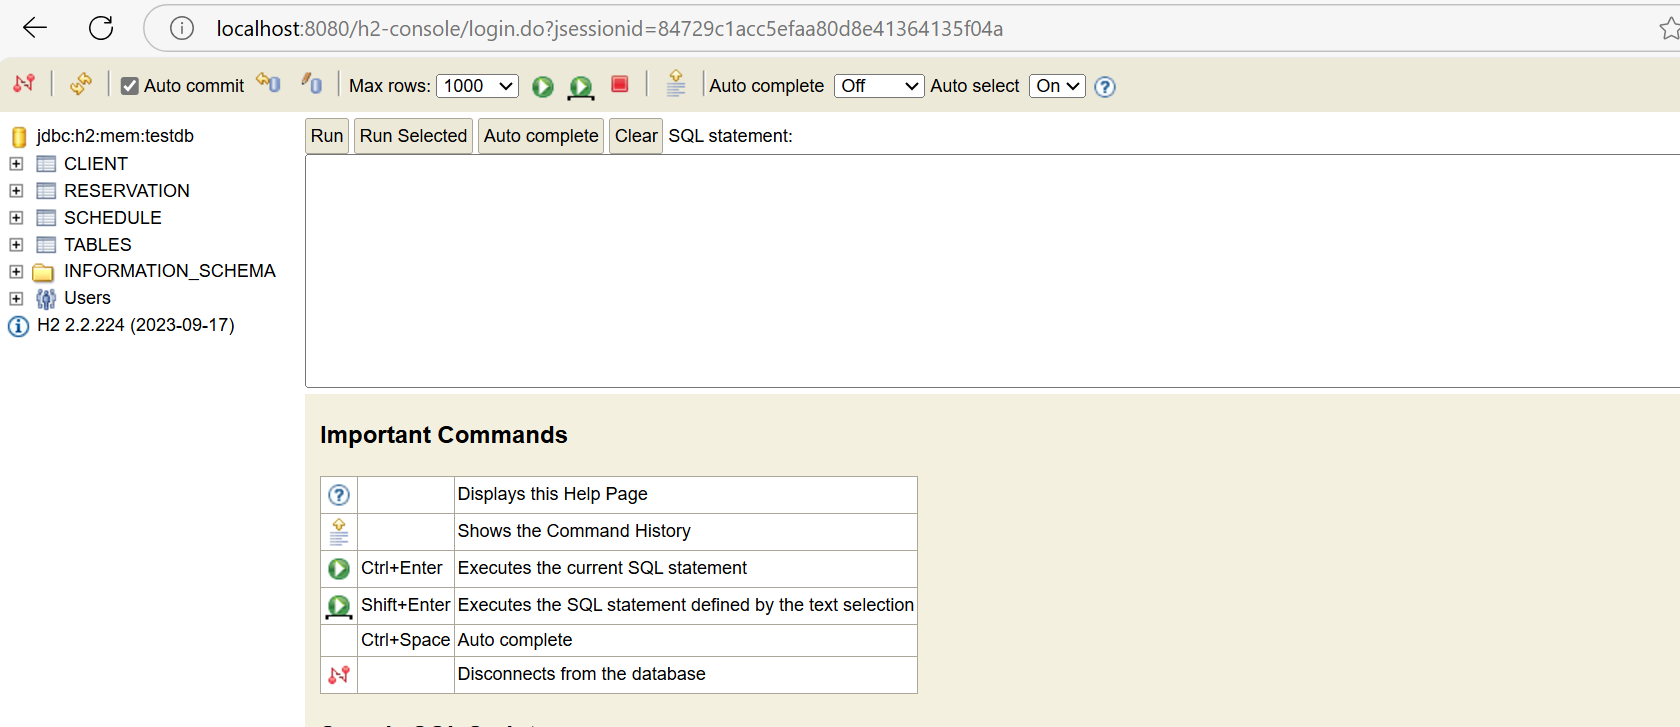 localhost:8080/h2-console/login.do?jsessionid=84729c1acc5efaa80d8e41364135f04a
Auto commit Max rows: 1000 Auto complete Off Auto select On
jdbc:h2:mem:testdb
CLIENT
RESERVATION
SCHEDULE
TABLES
INFORMATION_SCHEMA
Users
H2 2.2.224 (2023-09-17)
Run Run Selected Auto complete Clear SQL statement:
Important Commands
Displays this Help Page
Shows the Command History
Ctrl+Enter Executes the current SQL statement
Shift+Enter Executes the SQL statement defined by the text selection
Ctrl+Space Auto complete
Disconnects from the database